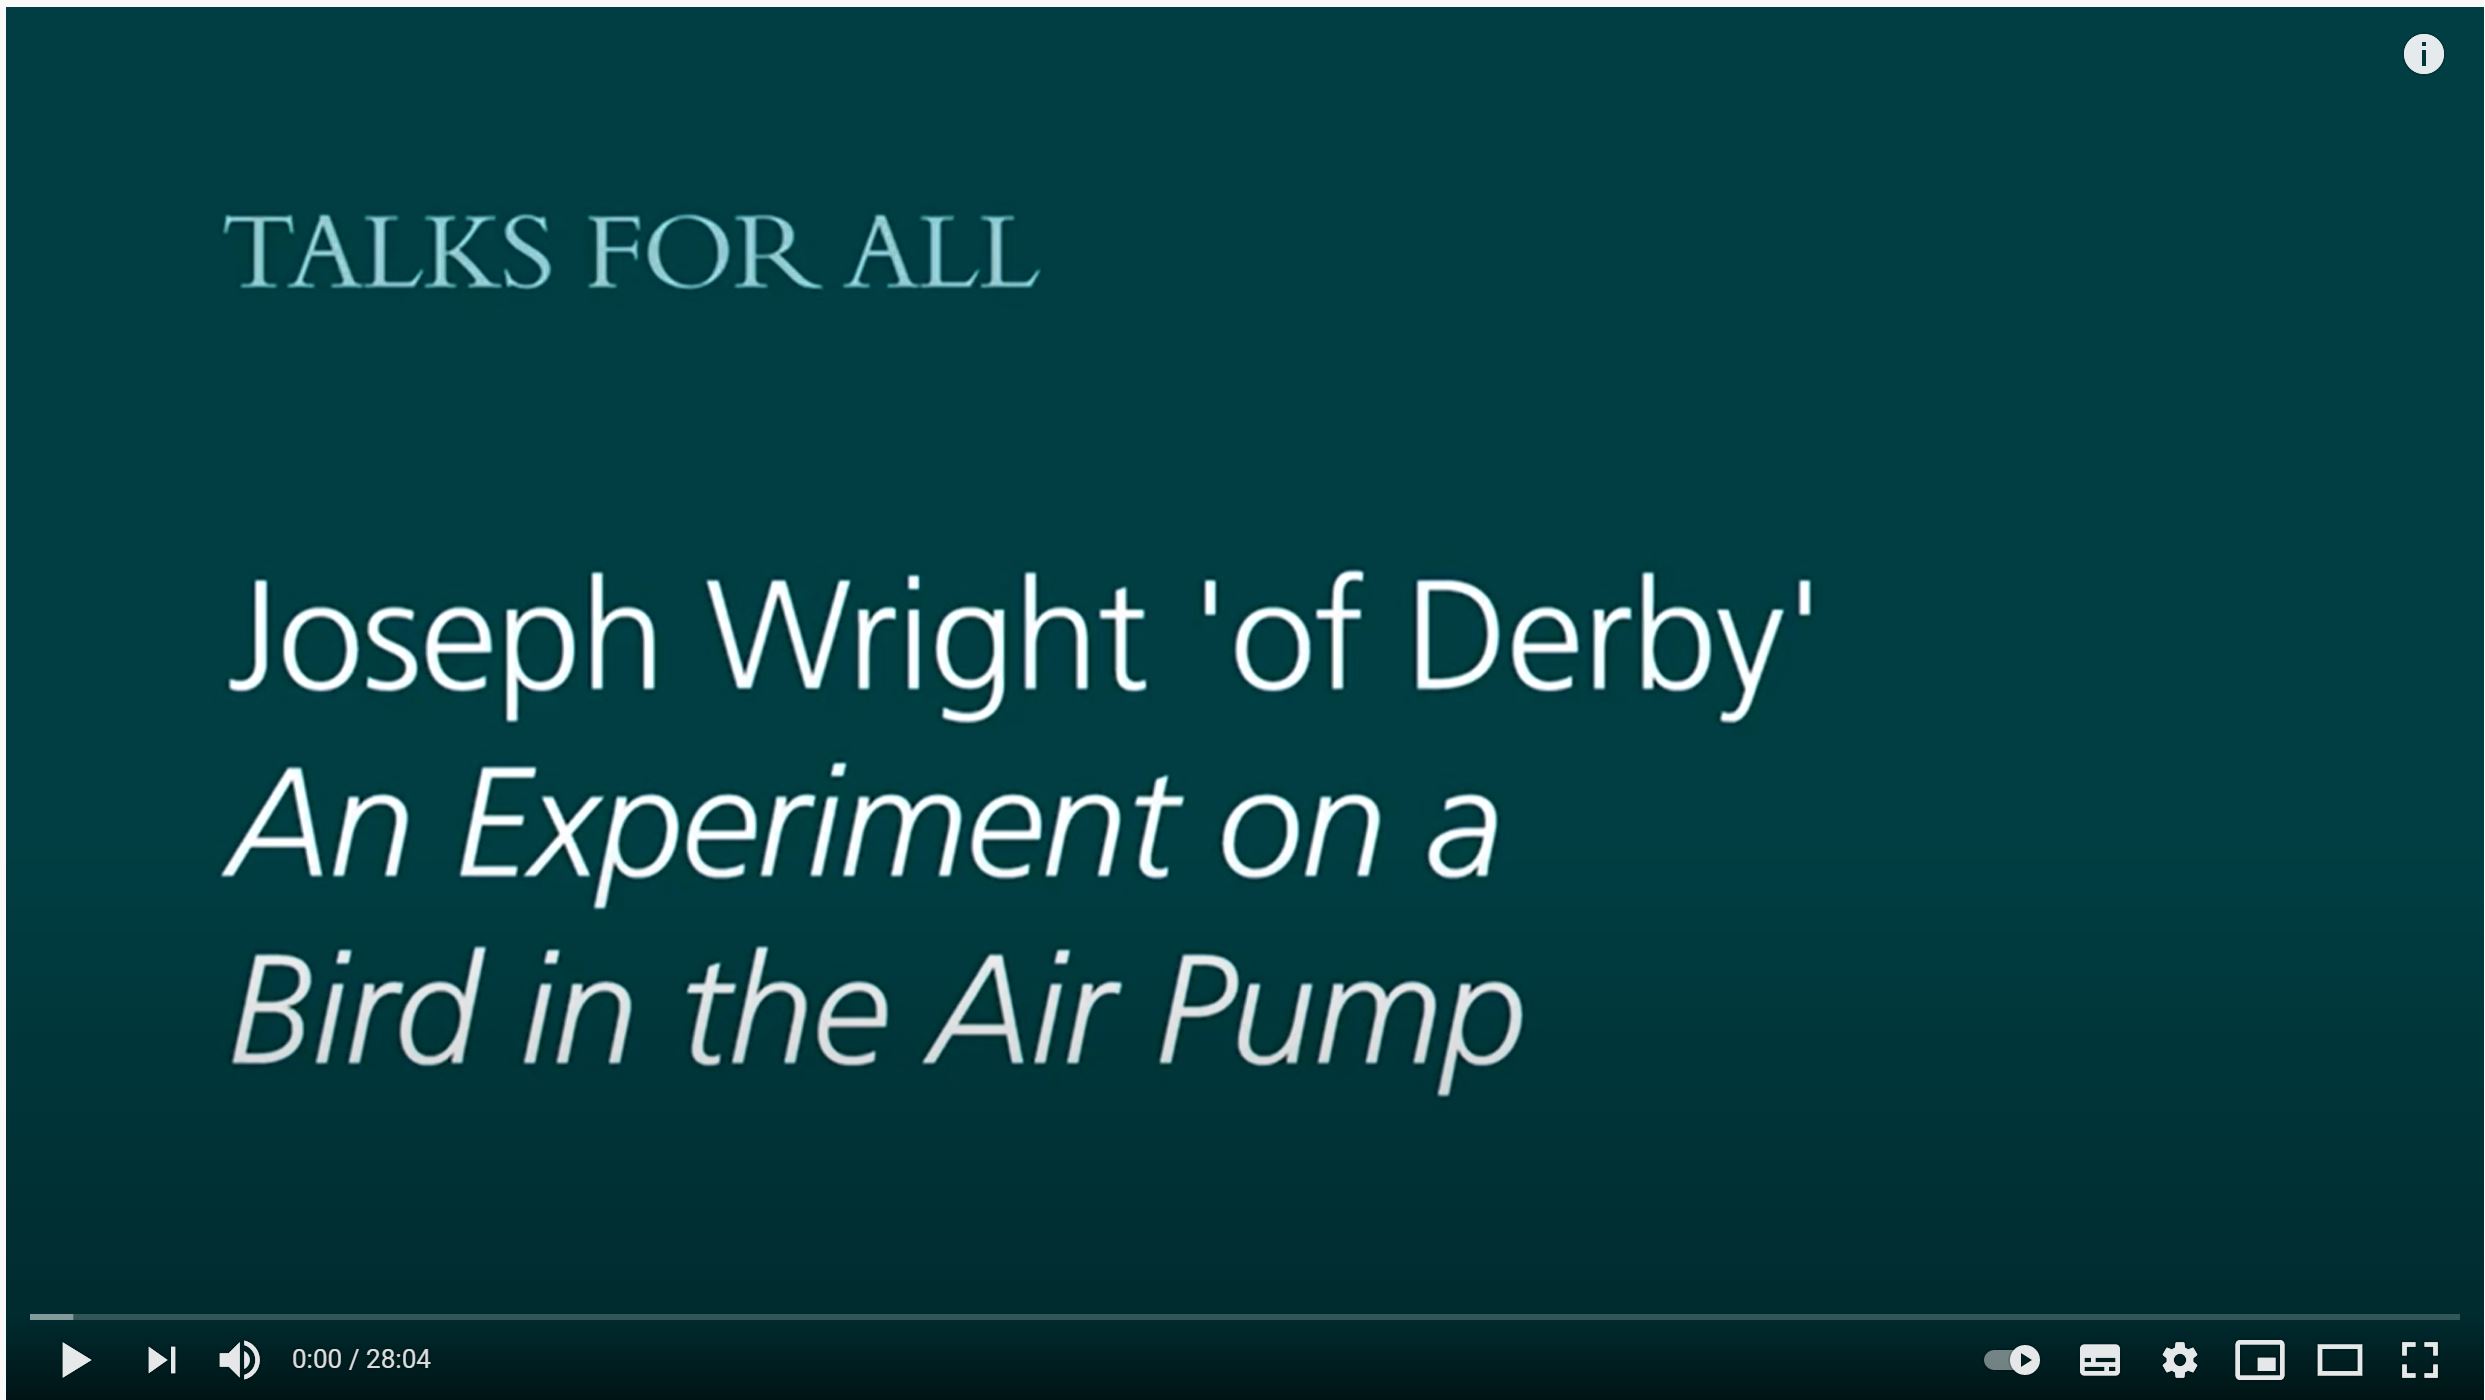 TALKS FOR ALL
Joseph Wright 'of Derby'
An Experiment on a
Bird in the Air Pump
0:00 / 28:04